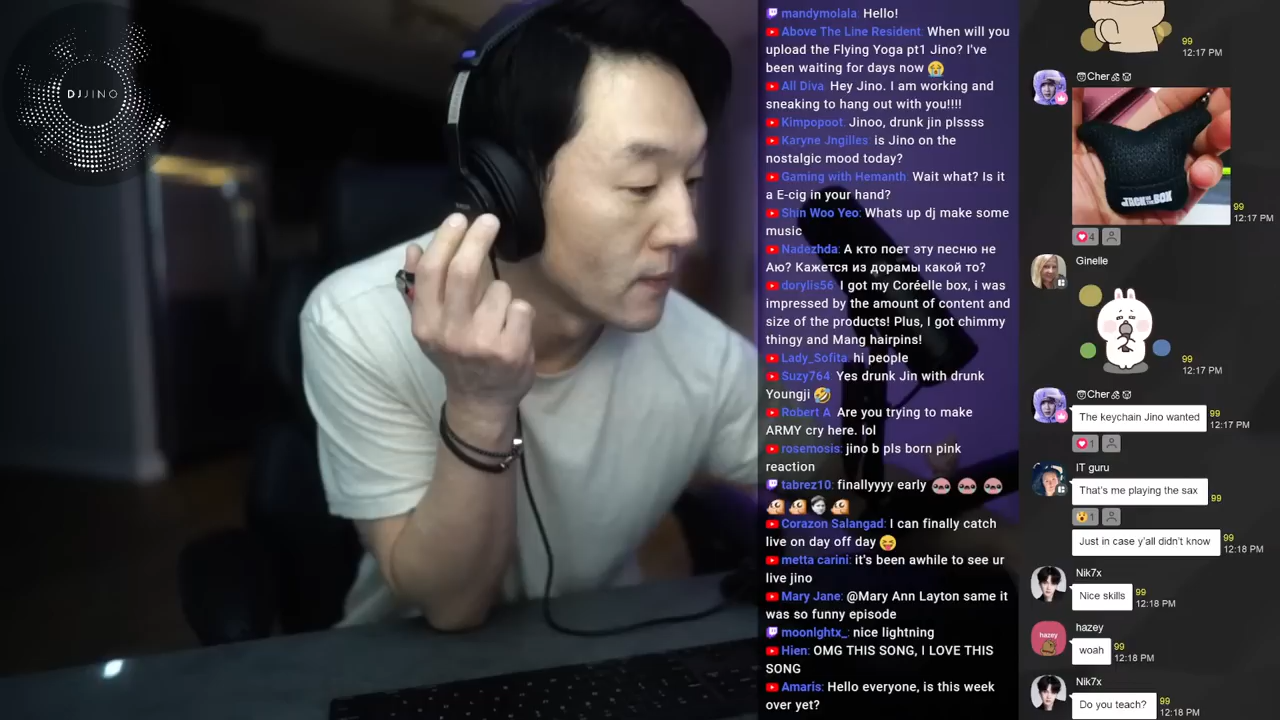 DJJINO
mandymolala Hello!
Above The Line Resident: When will you
upload the Flying Yoga pt1 Jino? I've
been waiting for days now
All Diva Hey Jino. I am working and
sneaking to hang out with you!!!!
Kimpopoot: Jinoo, drunk jin plssss
Karyne Jngilles: is Jino on the
nostalgic mood today?
Gaming with Hemanth Wait what? Is it
a E-cig in your hand?
Shin Woo Yeo: Whats up dj make some
music
Nadezhda: А кто поет эту песню не
Аю? Кажется из дорамы какой то?
dorylis56 I got my Coréelle box, i was
impressed by the amount of content and
size of the products! Plus, I got chimmy
thingy and Mang hairpins!
Lady_Sofita: hi people
Suzy764 Yes drunk Jin with drunk
Youngji
Robert A Are you trying to make
ARMY cry here. lol
rosemosis: jino b pls born pink
reaction
tabrez10: finallyyyy early
Corazon Salangad: I can finally catch
live on day off day
metta carini: it's been awhile to see ur
live jino
Mary Jane: @Mary Ann Layton same it
was so funny episode
moonlghtx_: nice lightning
Hien: OMG THIS SONG, I LOVE THIS
SONG
Amaris: Hello everyone, is this week
over yet?
99
12:17 PM
Cher
JACK IN THE BOX
99
12:17 PM
4
Ginelle
99
12:17 PM
Cher
The keychain Jino wanted
99
12:17 PM
1
IT guru
That's me playing the sax
99
1
Just in case y'all didn't know
99
12:18 PM
Nik7x
Nice skills
99
12:18 PM
hazey
hazey
woah
99
12:18 PM
Nik7x
Do you teach?
99
12:18 PM